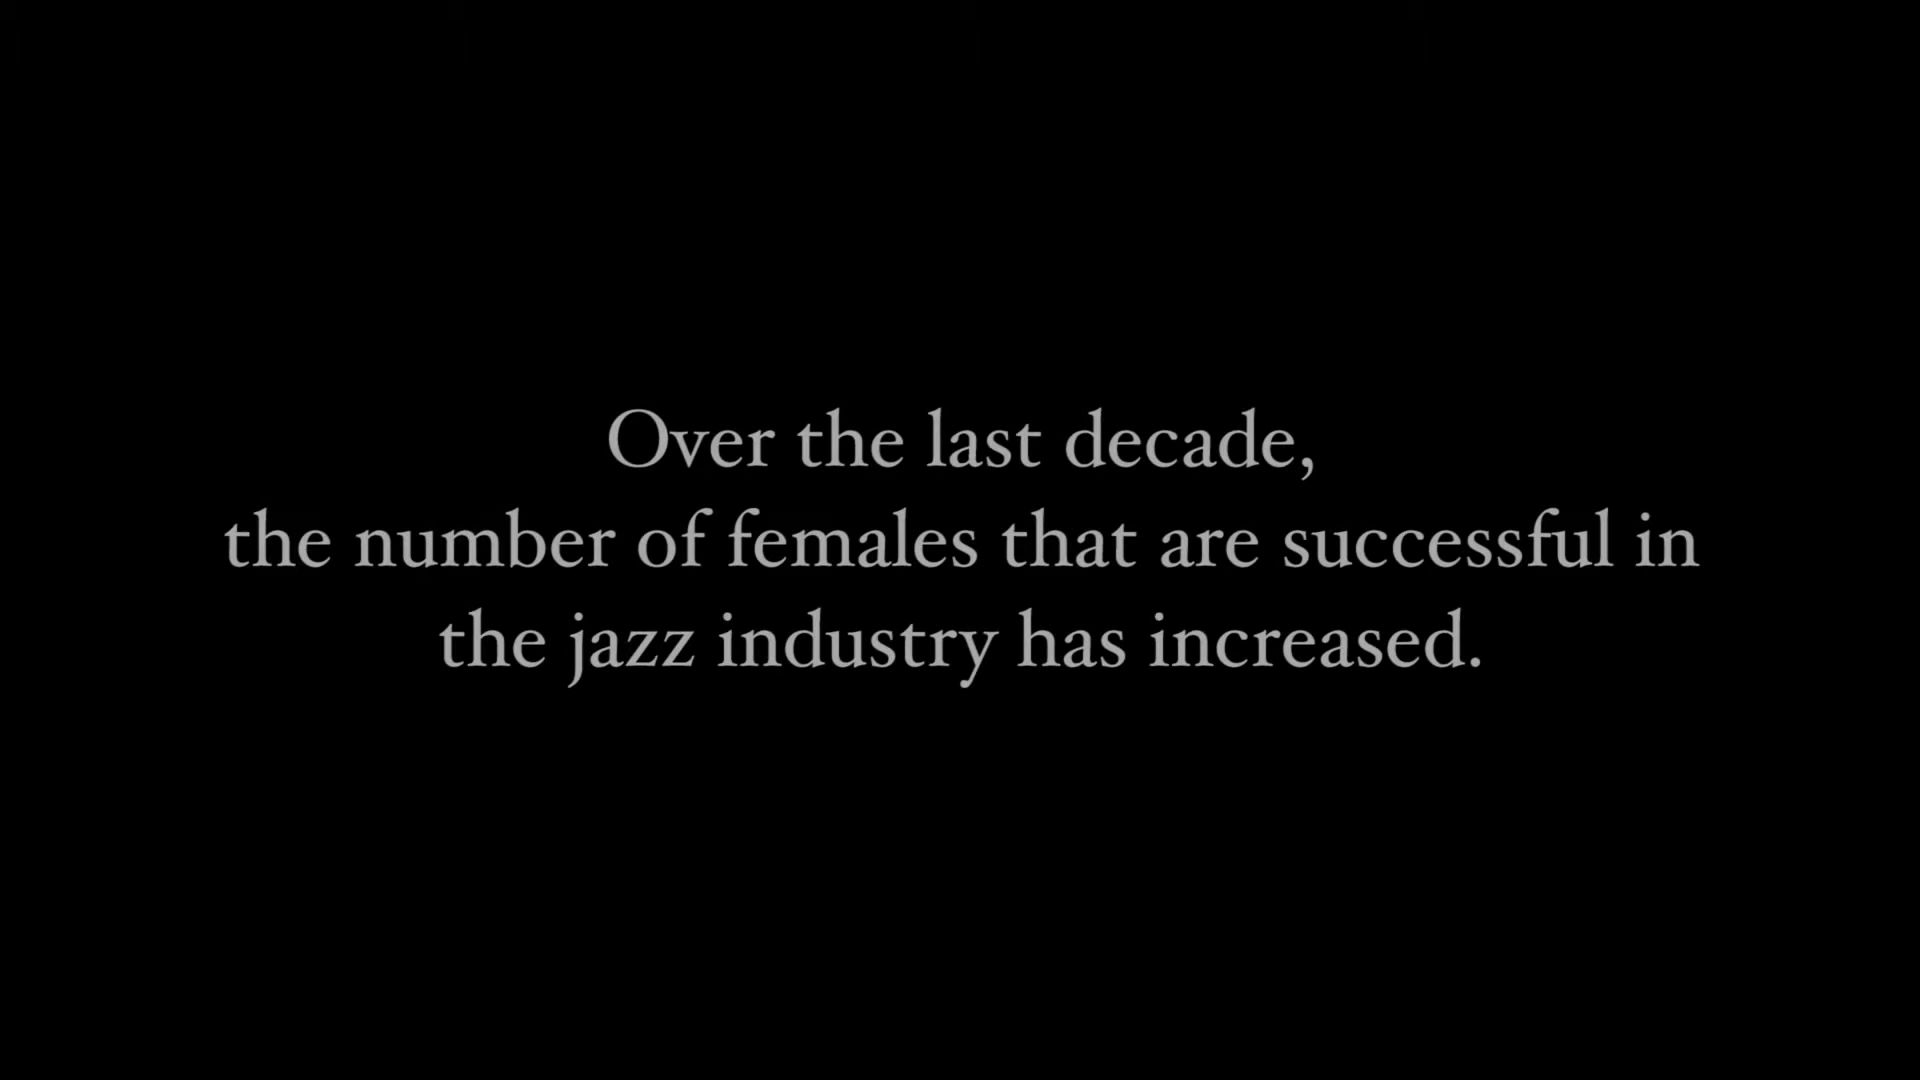 Over the last decade,
the number of females that are successful in
the jazz industry has increased.